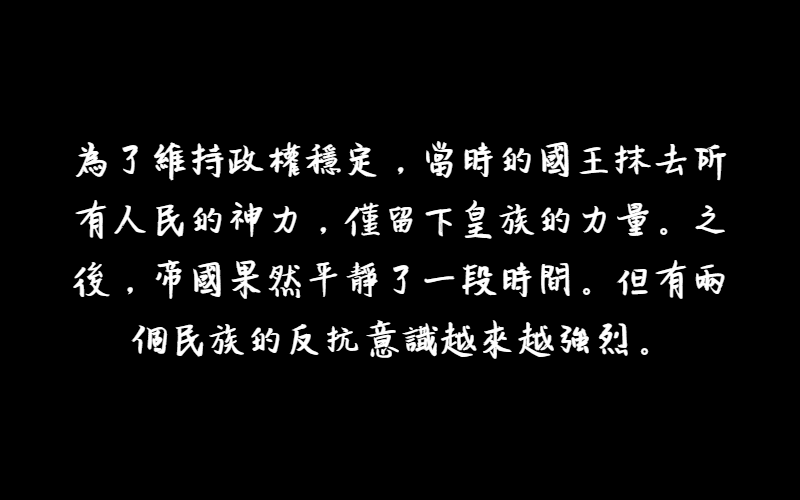 為了維持政權穩定，當時的國王抹去所
有人民的神力，僅留下皇族的力量。之
後，帝國果然平靜了一段時間。但有兩
個民族的反抗意識越來越強烈。